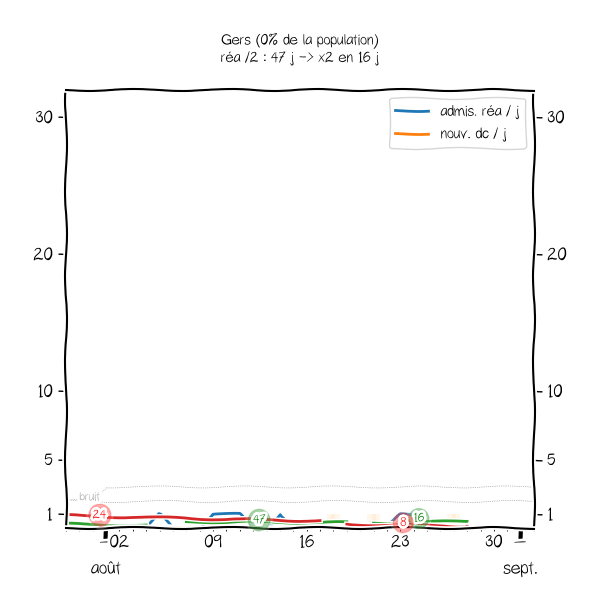 Gers (0% de la population)
réa /2 : 47 j -> x2 en 16 j
admis. réa / j
nouv. dc / j
30
30
20
20
10
10
5
5
... bruit
1
24
47
8
16
1
02
09
16
23
30
août
sept.